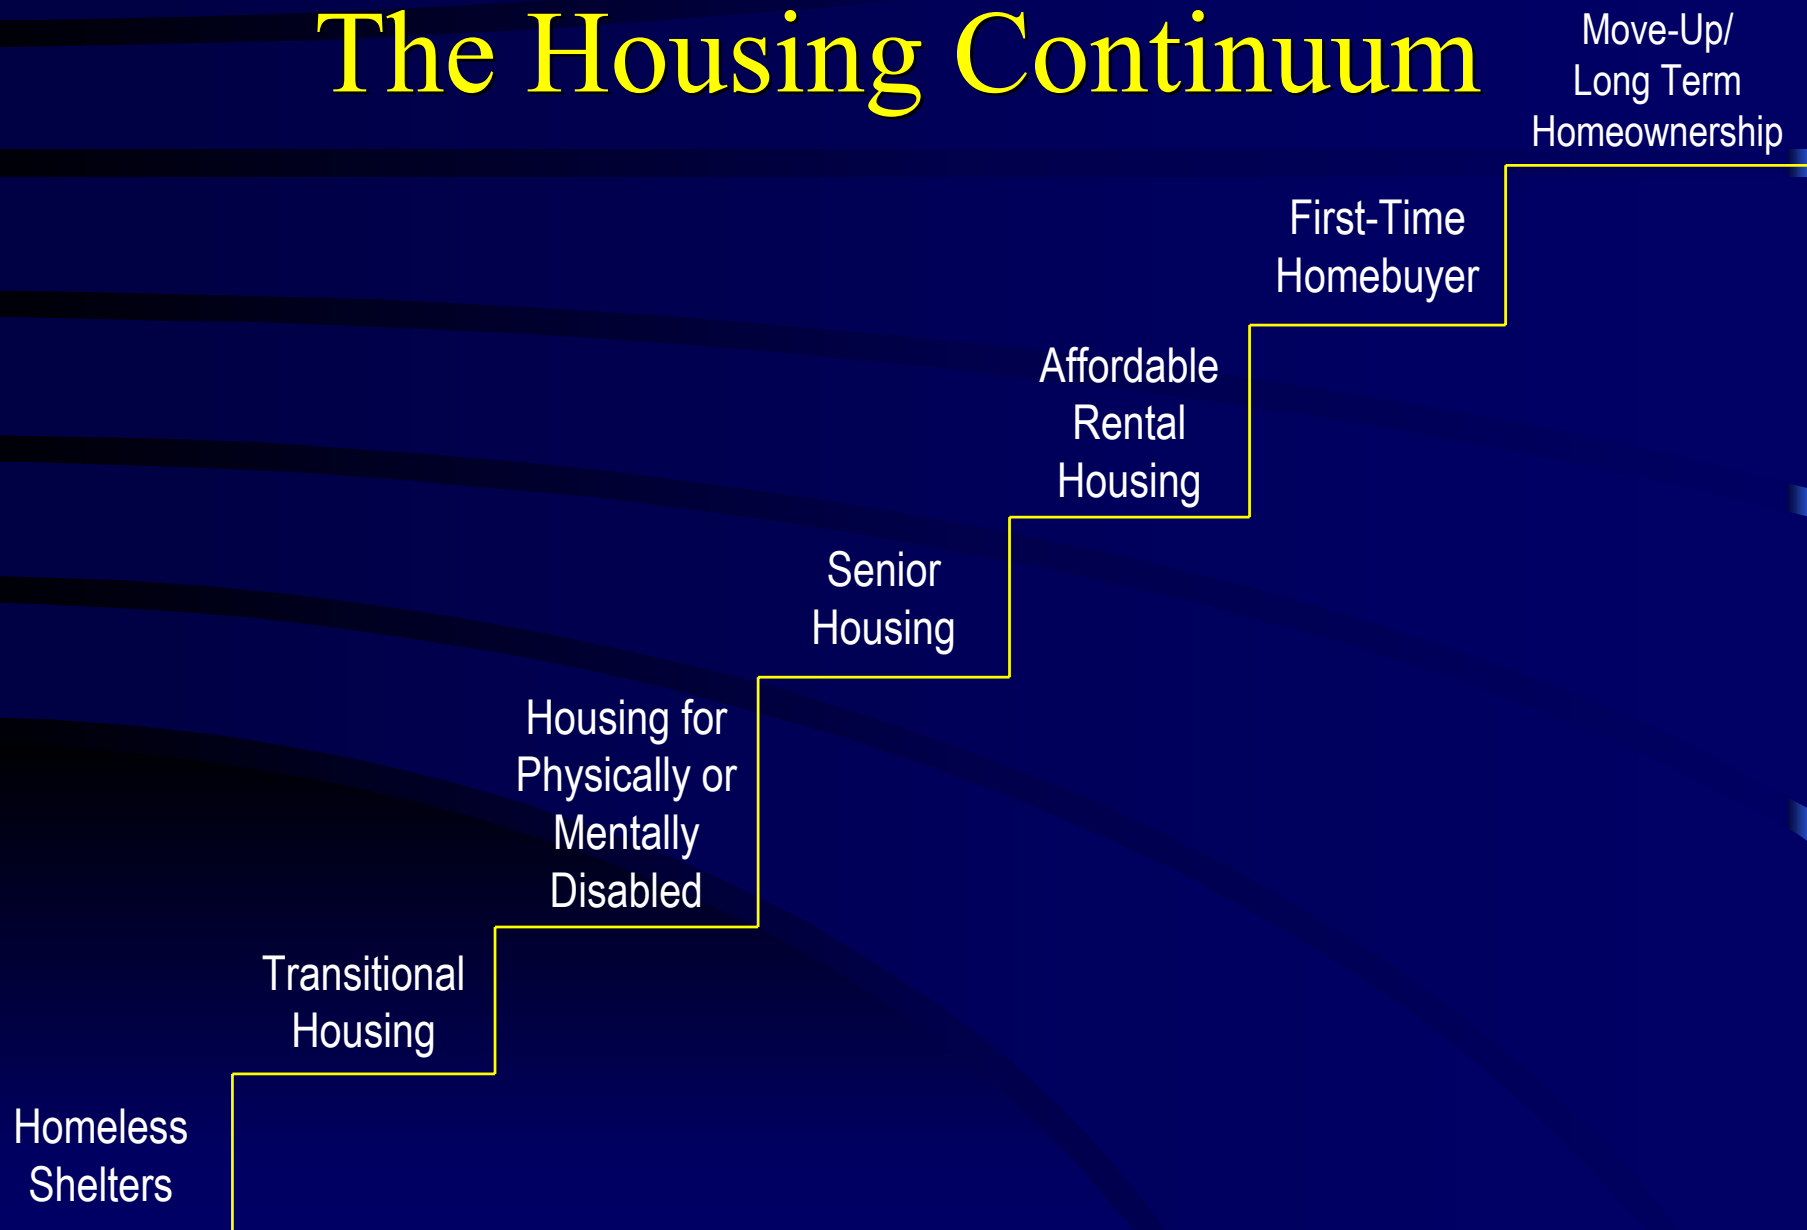 The Housing Continuum
Move-Up/
Long Term
Homeownership
First-Time
Homebuyer
Affordable
Rental
Housing
Senior
Housing
Housing for
Physically or
Mentally
Disabled
Transitional
Housing
Homeless
Shelters